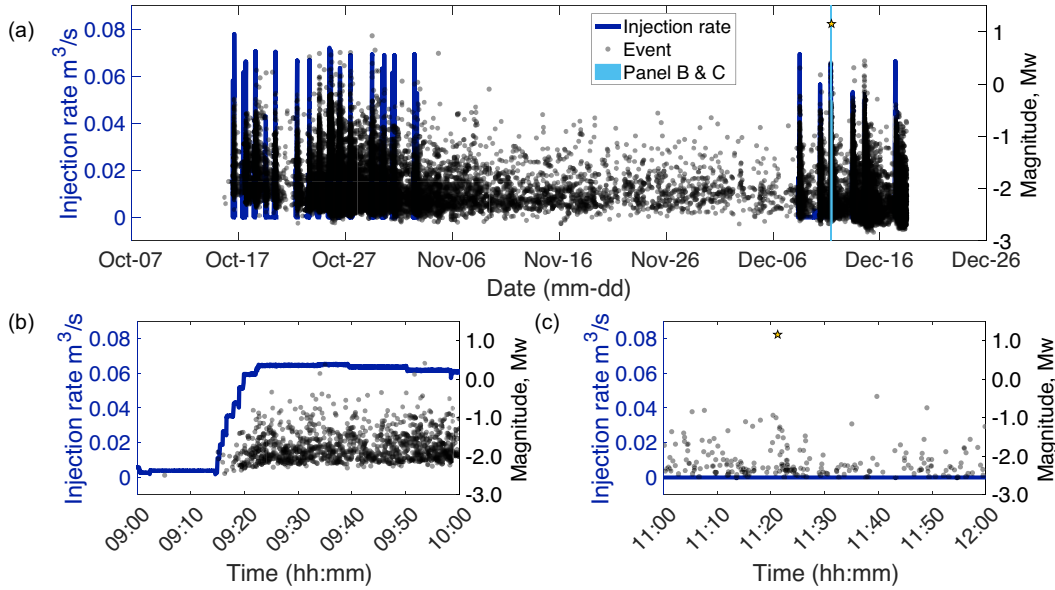 (a)
Injection rate m³/s
0.08
0.06
0.04
0.02
0
Injection rate
Event
Panel B & C
1
0
-1
-2
-3
Magnitude, Mw
Oct-07 Oct-17 Oct-27 Nov-06 Nov-16 Nov-26 Dec-06 Dec-16 Dec-26
Date (mm-dd)
(b)
Injection rate m³/s
0.08
0.06
0.04
0.02
0
1.0
0.0
-1.0
-2.0
-3.0
Magnitude, Mw
09:00 09:10 09:20 09:30 09:40 09:50 10:00
Time (hh:mm)
(c)
Injection rate m³/s
0.08
0.06
0.04
0.02
0
1.0
0.0
-1.0
-2.0
-3.0
Magnitude, Mw
11:00 11:10 11:20 11:30 11:40 11:50 12:00
Time (hh:mm)